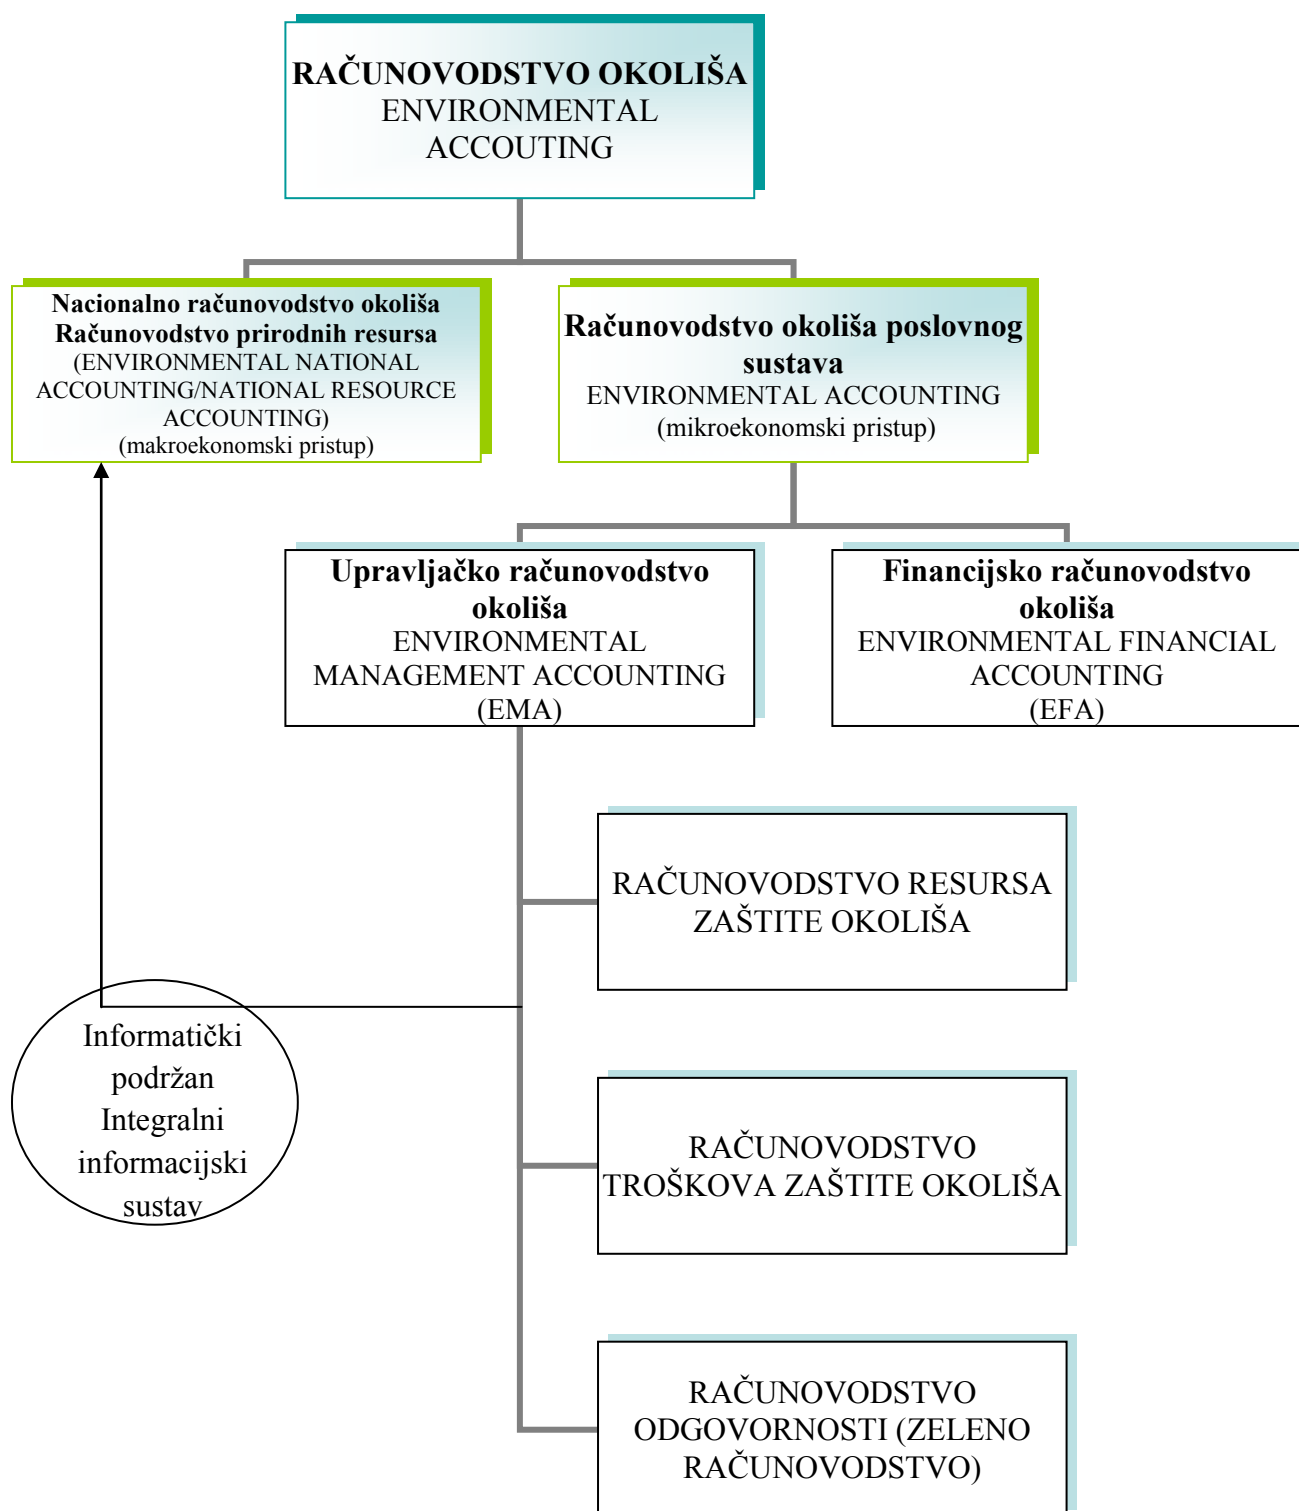 RAČUNOVODSTVO OKOLIŠA
ENVIRONMENTAL
ACCOUTING
Nacionalno računovodstvo okoliša
Računovodstvo prirodnih resursa
(ENVIRONMENTAL NATIONAL
ACCOUNTING/NATIONAL RESOURCE
ACCOUNTING)
(makroekonomski pristup)
Računovodstvo okoliša poslovnog
sustava
ENVIRONMENTAL ACCOUNTING
(mikroekonomski pristup)
Upravljačko računovodstvo
okoliša
ENVIRONMENTAL
MANAGEMENT ACCOUNTING
(EMA)
Financijsko računovodstvo
okoliša
ENVIRONMENTAL FINANCIAL
ACCOUNTING
(EFA)
RAČUNOVODSTVO RESURSA
ZAŠTITE OKOLIŠA
Informatički
podržan
Integralni
informacijski
sustav
RAČUNOVODSTVO
TROŠKOVA ZAŠTITE OKOLIŠA
RAČUNOVODSTVO
ODGOVORNOSTI (ZELENO
RAČUNOVODSTVO)